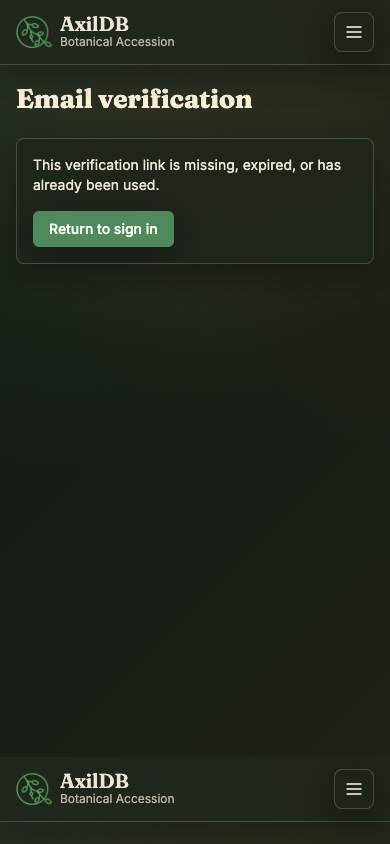 AxilDB
Botanical Accession
Email verification
This verification link is missing, expired, or has
already been used.
Return to sign in
AxilDB
Botanical Accession